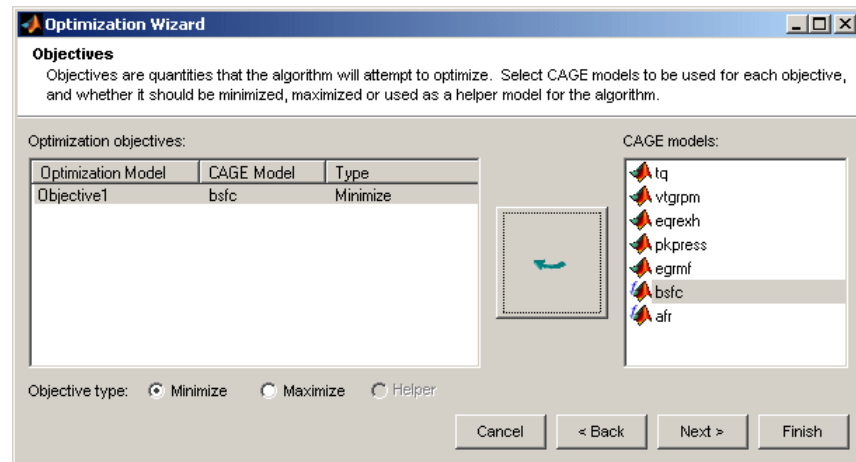 Optimization Wizard
Objectives
Objectives are quantities that the algorithm will attempt to optimize. Select CAGE models to be used for each objective,
and whether it should be minimized, maximized or used as a helper model for the algorithm.
Optimization objectives:
Optimization Model CAGE Model Type
Objective1 bsfc Minimize
CAGE models:
tq
vtgrpm
eqrexh
pkpress
egrmf
bsfc
afr
Objective type: Minimize Maximize Helper
Cancel < Back Next > Finish